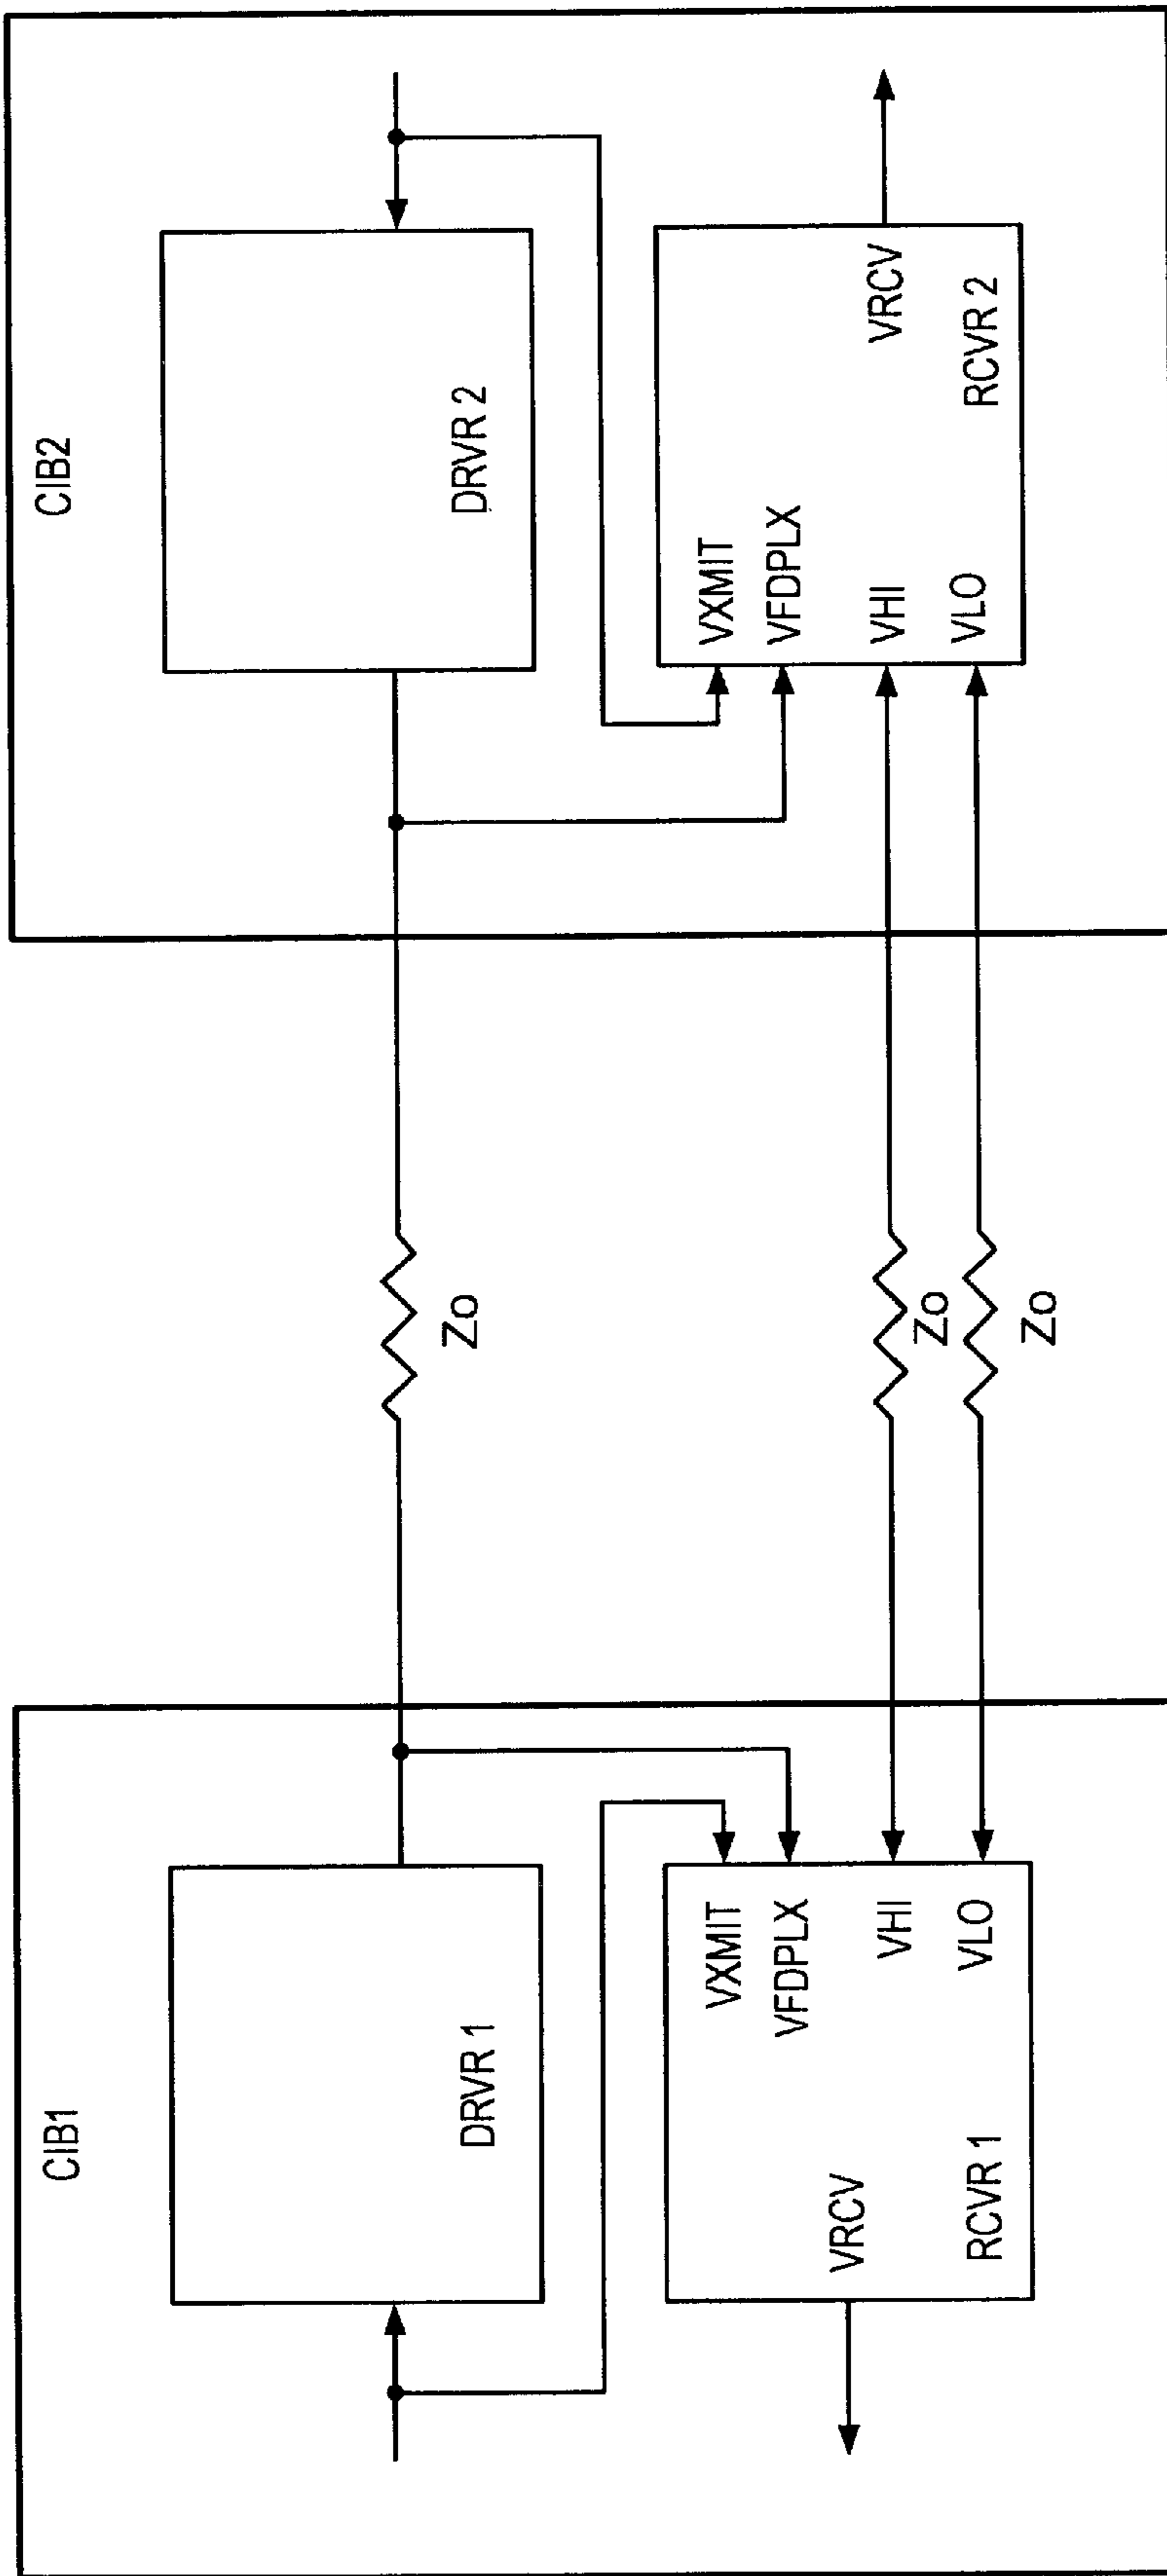 CIB1
DRVR 1
VXMIT
VFDPLX
VHI
VLO
VRCV
RCVR 1
Zo
Zo
Zo
CIB2
DRVR 2
VXMIT
VFDPLX
VHI
VLO
VRCV
RCVR 2